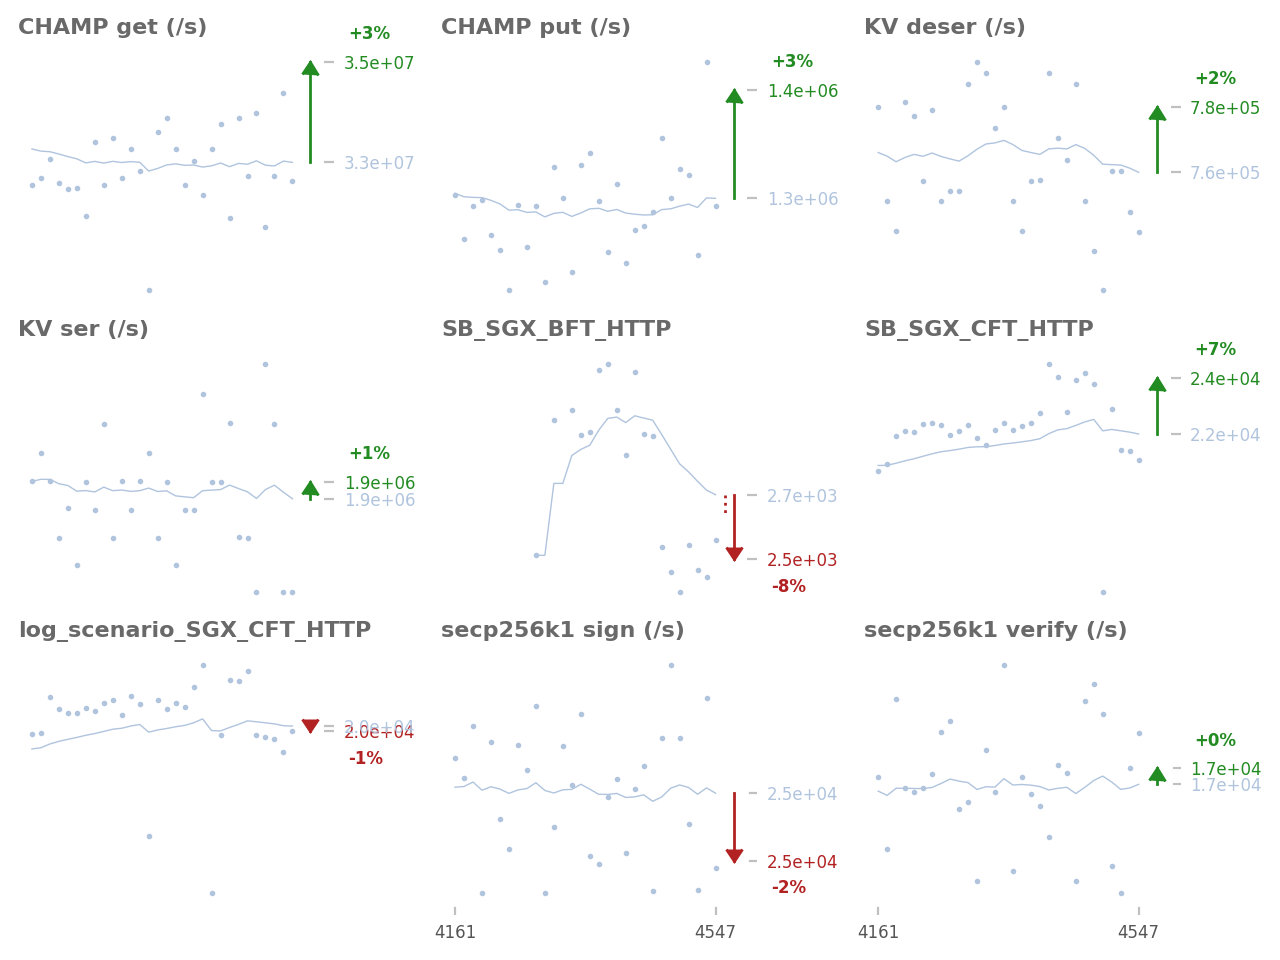 CHAMP get (/s)
+3%
3.5e+07
3.3e+07
CHAMP put (/s)
+3%
1.4e+06
1.3e+06
KV deser (/s)
+2%
7.8e+05
7.6e+05
KV ser (/s)
+1%
1.9e+06
1.9e+06
SB_SGX_BFT_HTTP
2.7e+03
2.5e+03
-8%
SB_SGX_CFT_HTTP
+7%
2.4e+04
2.2e+04
log_scenario_SGX_CFT_HTTP
2.0e+04
2.0e+04
-1%
secp256k1 sign (/s)
2.5e+04
2.5e+04
-2%
4161
4547
secp256k1 verify (/s)
+0%
1.7e+04
1.7e+04
4161
4547